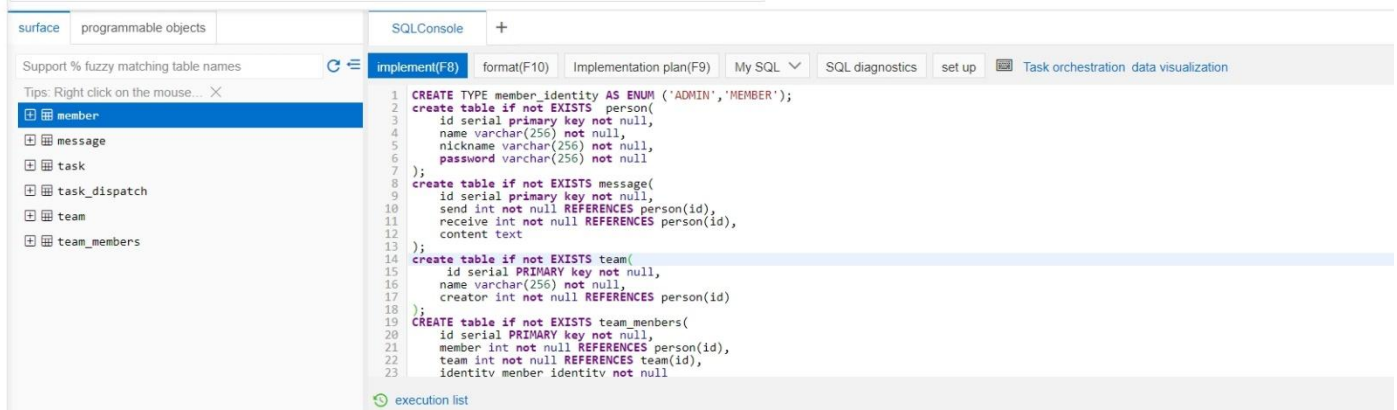 surface programmable objects
Support % fuzzy matching table names
Tips: Right click on the mouse...
member
message
task
task_dispatch
team
team_members
SQLConsole +
implement(F8) format(F10) Implementation plan(F9) My SQL SQL diagnostics set up Task orchestration data visualization
1 CREATE TYPE member_identity AS ENUM ('ADMIN','MEMBER');
2 create table if not EXISTS person(
3 id serial primary key not null,
4 name varchar(256) not null,
5 nickname varchar(256) not null,
6 password varchar(256) not null
7 );
8 create table if not EXISTS message(
9 id serial primary key not null,
10 send int not null REFERENCES person(id),
11 receive int not null REFERENCES person(id),
12 content text
13 );
14 create table if not EXISTS team(
15 id serial PRIMARY key not null,
16 name varchar(256) not null,
17 creator int not null REFERENCES person(id)
18 );
19 CREATE table if not EXISTS team_menbers(
20 id serial PRIMARY key not null,
21 member int not null REFERENCES person(id),
22 team int not null REFERENCES team(id),
23 identity menber identity not null
execution list